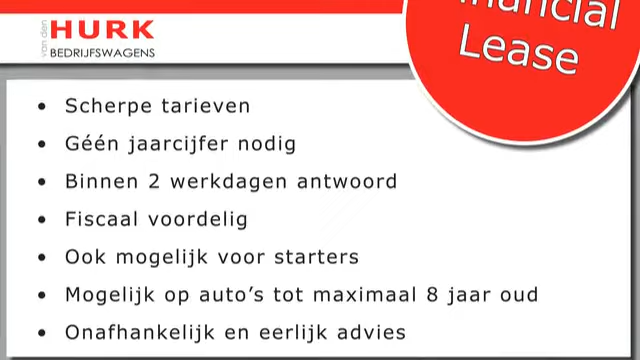 van den
HURK
BEDRIJFSWAGENS
Financial
Lease
• Scherpe tarieven
• Géén jaarcijfer nodig
• Binnen 2 werkdagen antwoord
• Fiscaal voordelig
• Ook mogelijk voor starters
• Mogelijk op auto's tot maximaal 8 jaar oud
• Onafhankelijk en eerlijk advies